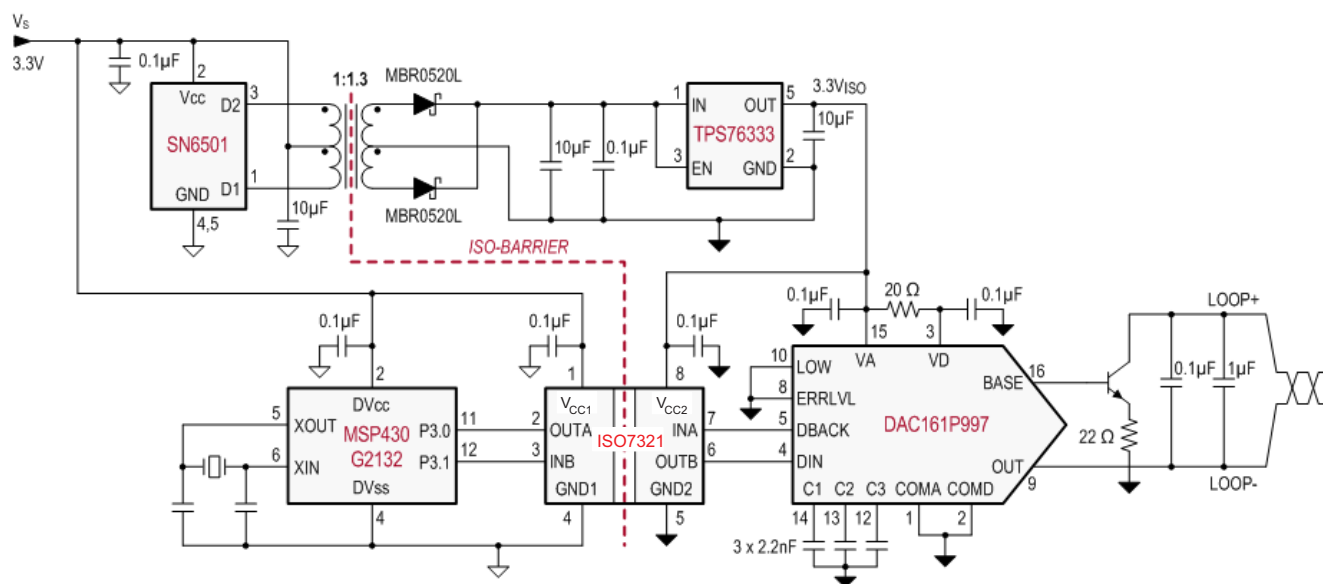 VS
3.3V
0.1µF
2
Vcc
D2
3
SN6501
D1
1
GND
4,5
10µF
1:1.3
MBR0520L
MBR0520L
10µF
0.1µF
1
IN
OUT
5
3.3VISO
TPS76333
10µF
3
EN
GND
2
ISO-BARRIER
0.1µF
2
DVcc
5
XOUT
MSP430
G2132
P3.0
11
6
XIN
P3.1
12
DVss
4
0.1µF
1
VCC1
2
OUTA
3
INB
GND1
4
ISO7321
0.1µF
8
VCC2
INA
7
OUTB
6
GND2
5
0.1µF
20 Ω
0.1µF
15
3
VA
VD
10
LOW
8
ERRLVL
5
DBACK
4
DIN
DAC161P997
BASE
16
OUT
9
C1
C2
C3
COMA
COMD
14
13
12
1
2
3 x 2.2nF
22 Ω
0.1µF
1µF
LOOP+
LOOP-